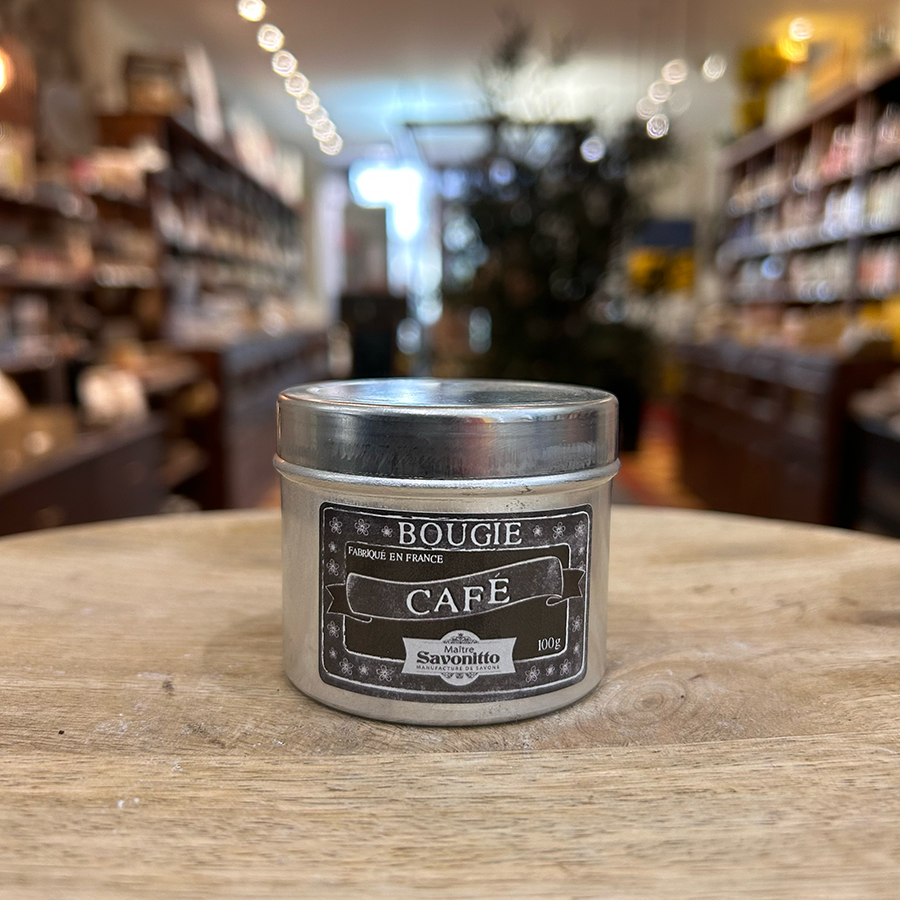 BOUGIE
FABRIQUÉ EN FRANCE
CAFÉ
100g
Maître
Savonitto
MANUFACTURE DE SAVONS